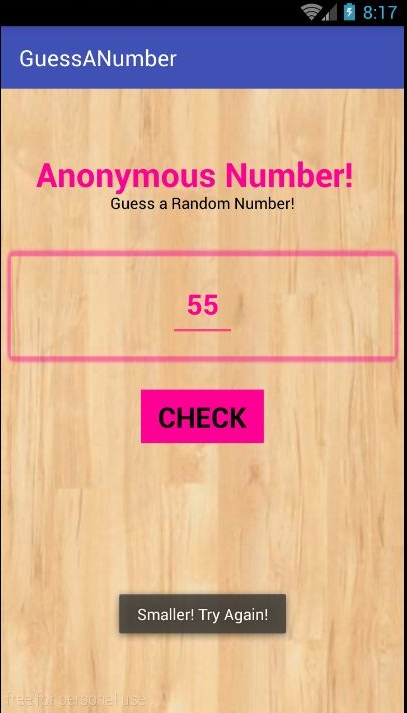 8:17
GuessANumber
Anonymous Number!
Guess a Random Number!
55
CHECK
Smaller! Try Again!
free for personal use